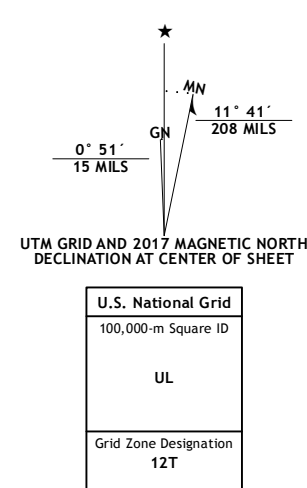 ★
MN
11° 41´
208 MILS
GN
0° 51´
15 MILS
UTM GRID AND 2017 MAGNETIC NORTH
DECLINATION AT CENTER OF SHEET
U.S. National Grid
100,000-m Square ID
UL
Grid Zone Designation
12T